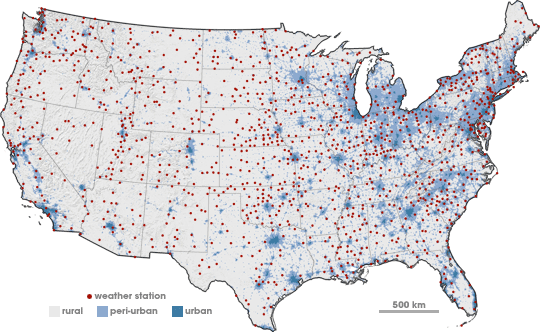 weather station
rural peri-urban urban
500 km